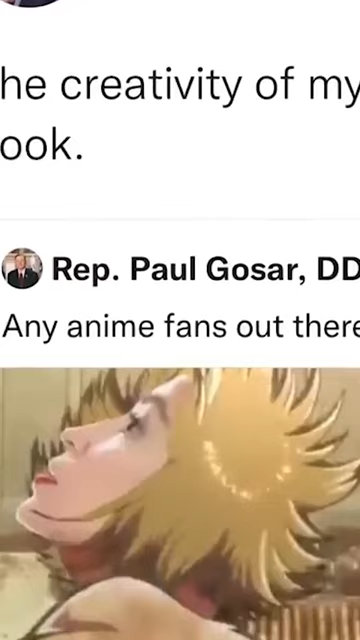 he creativity of my
ook.
Rep. Paul Gosar, DD
Any anime fans out there